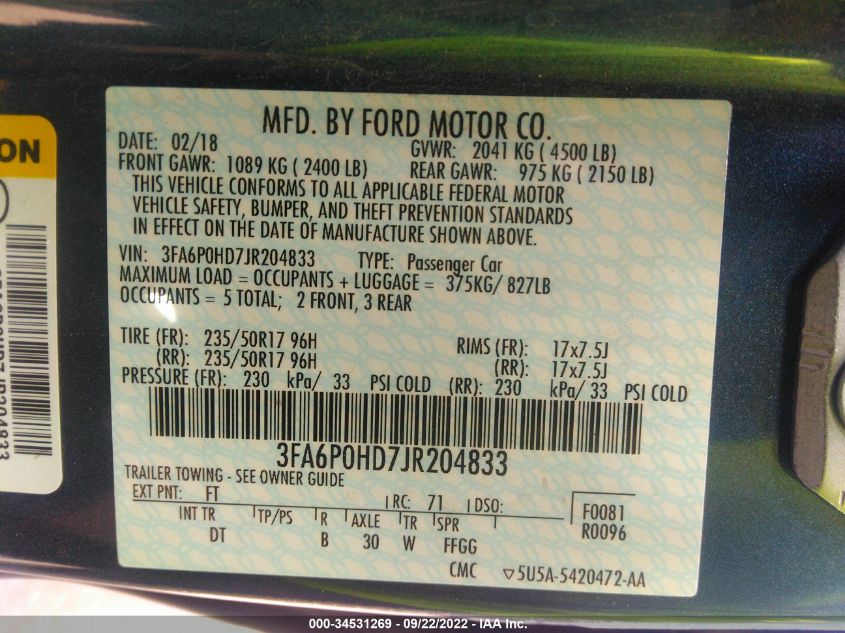 MFD. BY FORD MOTOR CO.
DATE: 02/18 GVWR: 2041 KG ( 4500 LB)
FRONT GAWR: 1089 KG ( 2400 LB) REAR GAWR: 975 KG ( 2150 LB)
THIS VEHICLE CONFORMS TO ALL APPLICABLE FEDERAL MOTOR
VEHICLE SAFETY, BUMPER, AND THEFT PREVENTION STANDARDS
IN EFFECT ON THE DATE OF MANUFACTURE SHOWN ABOVE.
VIN: 3FA6P0HD7JR204833 TYPE: Passenger Car
MAXIMUM LOAD = OCCUPANTS + LUGGAGE = 375KG/ 827LB
OCCUPANTS = 5 TOTAL; 2 FRONT, 3 REAR
TIRE (FR): 235/50R17 96H RIMS (FR): 17x7.5J
(RR): 235/50R17 96H (RR): 17x7.5J
PRESSURE (FR): 230 kPa/ 33 PSI COLD (RR): 230 kPa/ 33 PSI COLD
3FA6P0HD7JR204833
TRAILER TOWING - SEE OWNER GUIDE
EXT PNT: FT RC: 71 DSO: F0081
INT TR TP/PS R AXLE TR SPR R0096
DT B 30 W FFGG
CMC ▽5U5A-5420472-AA
ON
000-34531269 - 09/22/2022 - IAA Inc.